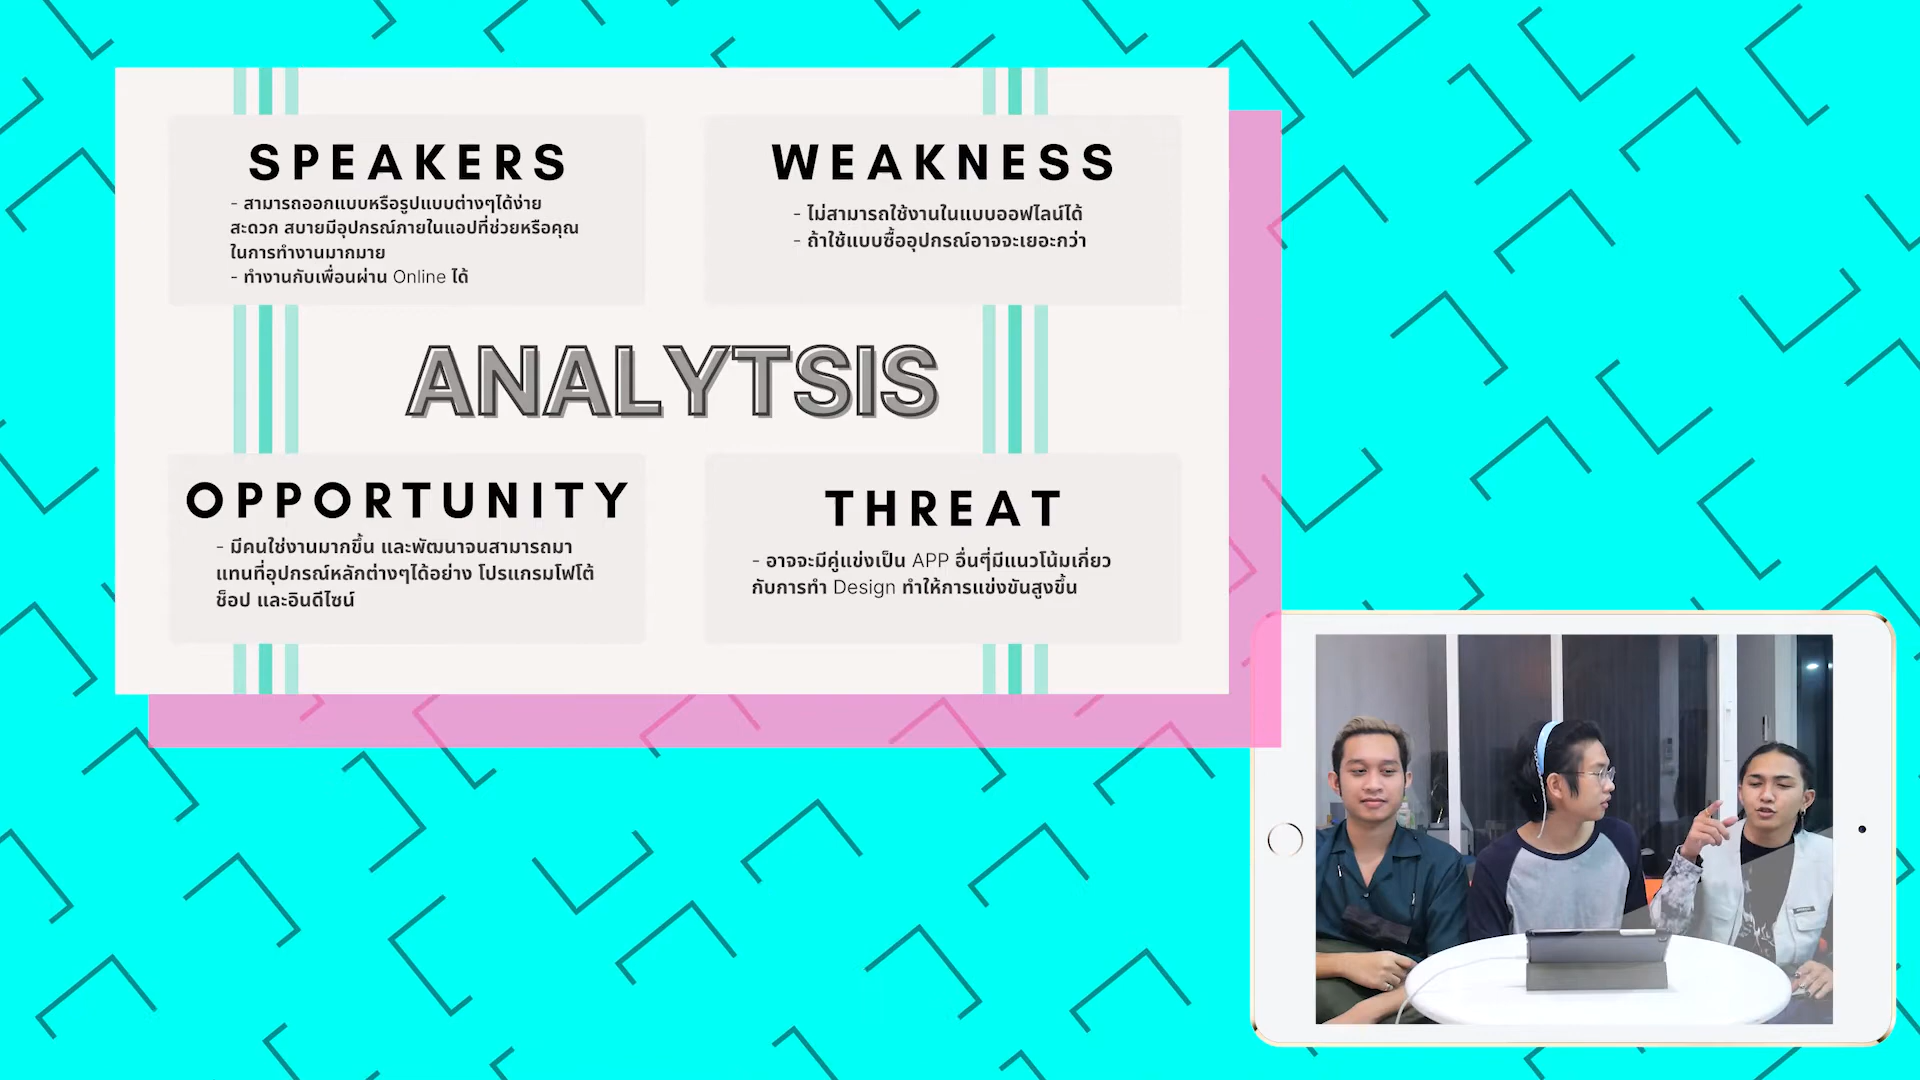 SPEAKERS
- สามารถออกแบบหรือรูปแบบต่างๆได้ง่าย
สะดวก สบายมีอุปกรณ์ภายในแอปที่ช่วยหรือคุณ
ในการทำงานมากมาย
- ทำงานกับเพื่อนผ่าน Online ได้
WEAKNESS
- ไม่สามารถใช้งานในแบบออฟไลน์ได้
- ถ้าใช้แบบซื้ออุปกรณ์อาจจะเยอะกว่า
ANALYTSIS
OPPORTUNITY
- มีคนใช่งานมากขึ้น และพัฒนาจนสามารถมา
แทนที่อุปกรณ์หลักต่างๆได้อย่าง โปรแกรมโฟโต้
ช็อป และอินดีไซน์
THREAT
- อาจจะมีคู่แข่งเป็น APP อื่นๆมีแนวโน้มเกี่ยว
กับการทำ Design ทำให้การแข่งขันสูงขึ้น